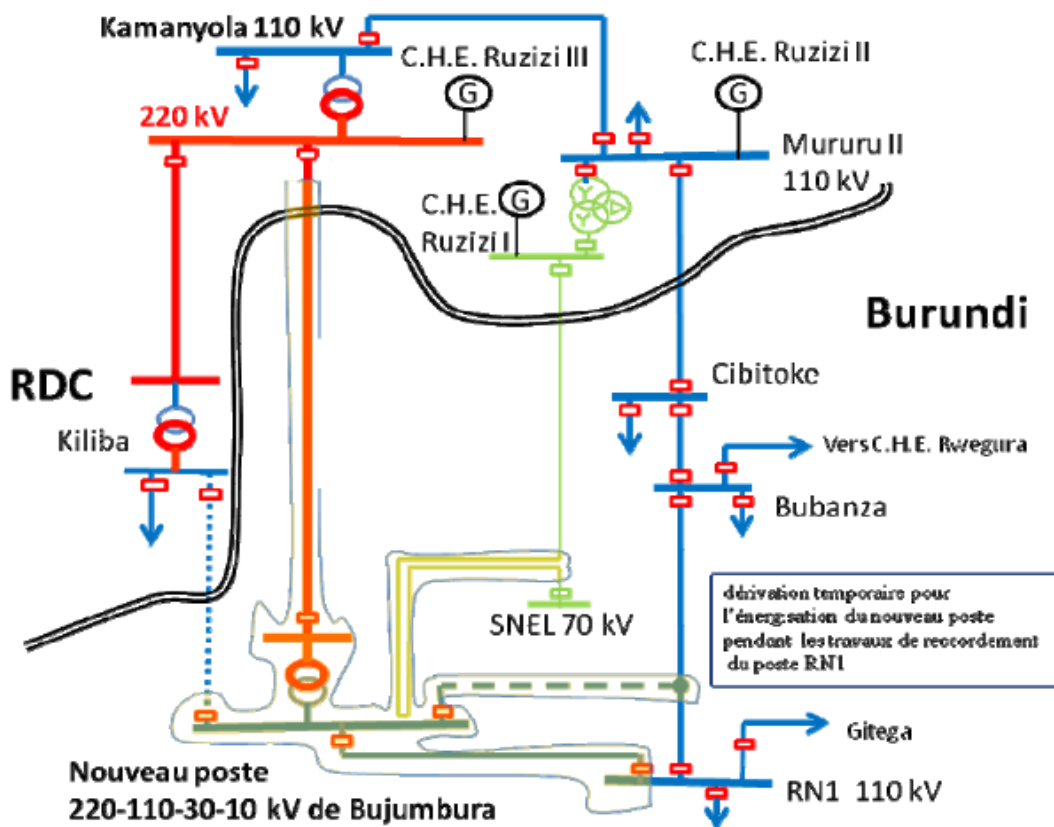 Kamanyola 110 kV
C.H.E. Ruzizi III
G
C.H.E. Ruzizi II
G
220 kV
Mururu II
110 kV
C.H.E.
Ruzizi I
G
Burundi
RDC
Cibitoke
Kiliba
Vers C.H.E. Rwegura
Bubanza
dérivation temporaire pour
l'énergisation du nouveau poste
pendant les travaux de reccordement
du poste RN1
SNEL 70 kV
Gitega
Nouveau poste
220-110-30-10 kV de Bujumbura
RN1 110 kV